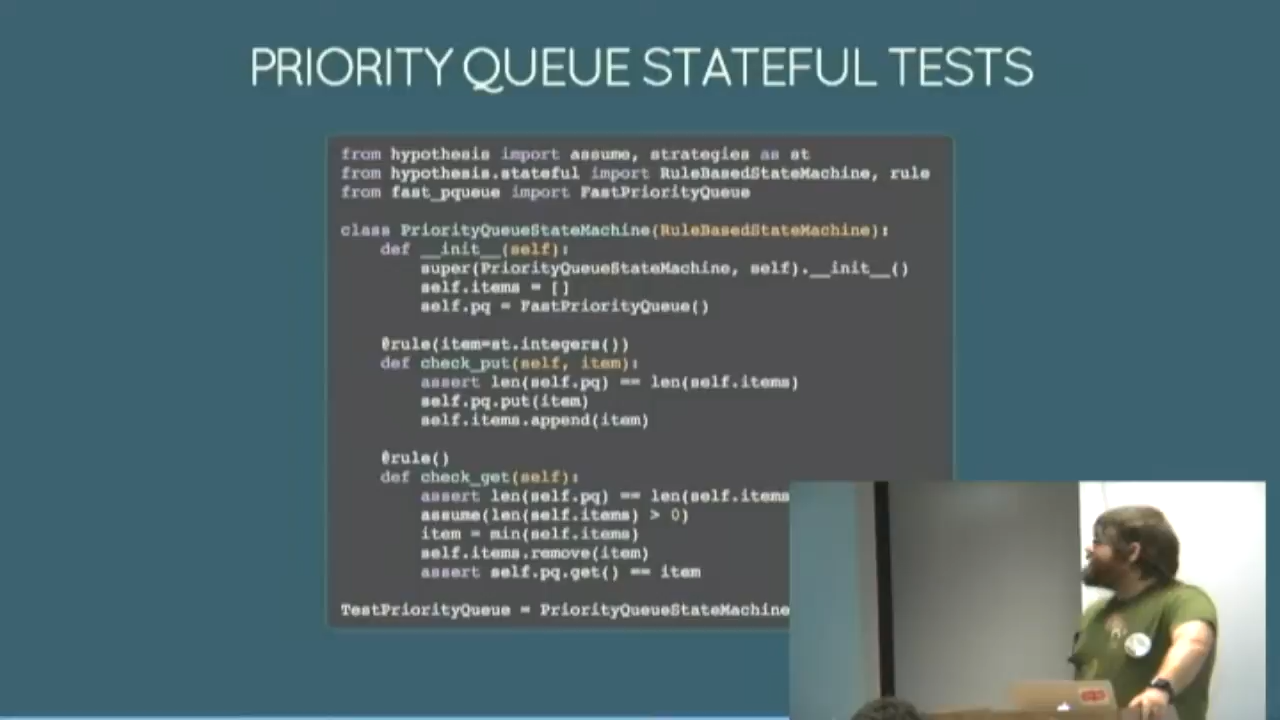 PRIORITY QUEUE STATEFUL TESTS
from hypothesis import assume, strategies as st
from hypothesis.stateful import RuleBasedStateMachine, rule
from fast_pqueue import FastPriorityQueue
class PriorityQueueStateMachine(RuleBasedStateMachine):
def __init__(self):
super(PriorityQueueStateMachine, self).__init__()
self.items = []
self.pq = FastPriorityQueue()
@rule(item=st.integers())
def check_put(self, item):
assert len(self.pq) == len(self.items)
self.pq.put(item)
self.items.append(item)
@rule()
def check_get(self):
assert len(self.pq) == len(self.items
assume(len(self.items) > 0)
item = min(self.items)
self.items.remove(item)
assert self.pq.get() == item
TestPriorityQueue = PriorityQueueStateMachine